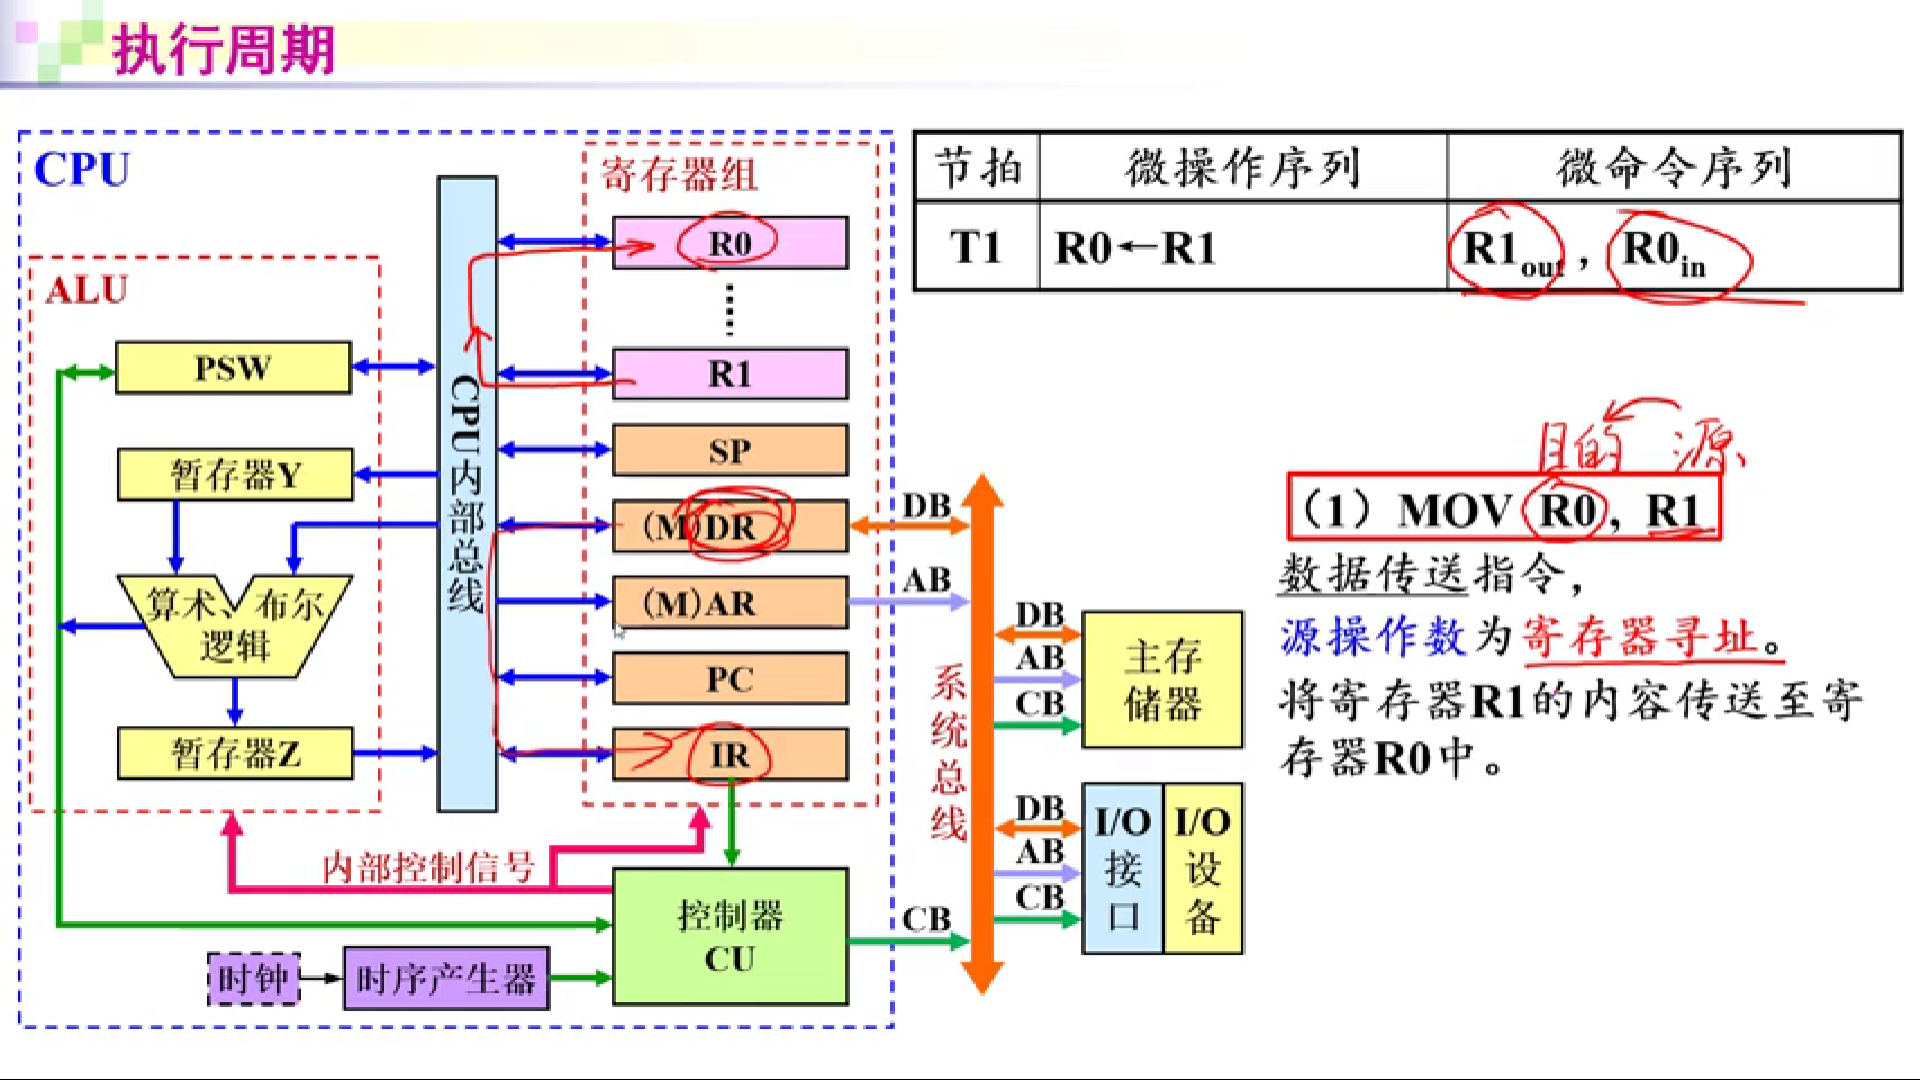 执行周期
CPU
寄存器组
ALU
R0
R1
PSW
SP
暂存器Y
(M)DR
(M)AR
算术、布尔
逻辑
PC
暂存器Z
IR
CPU内部总线
内部控制信号
控制器
CU
时钟
时序产生器
DB
AB
CB
系统总线
DB
AB
CB
主存
储器
DB
AB
CB
I/O
接
口
I/O
设
备
节拍 微操作序列 微命令序列
T1 R0←R1 R1out，R0in
目的 源
（1）MOV R0，R1
数据传送指令，
源操作数为寄存器寻址。
将寄存器R1的内容传送至寄
存器R0中。